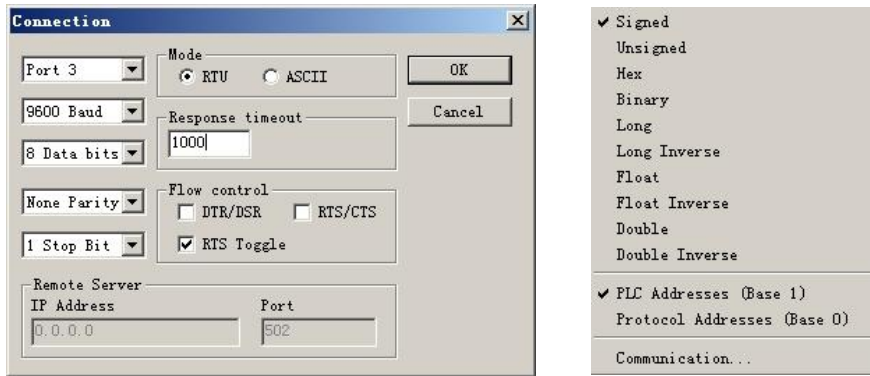 Connection
Port 3
9600 Baud
8 Data bits
None Parity
1 Stop Bit
Mode
RTU
ASCII
Response timeout
1000
Flow control
DTR/DSR
RTS/CTS
RTS Toggle
OK
Cancel
Remote Server
IP Address
Port
0.0.0.0
502
Signed
Unsigned
Hex
Binary
Long
Long Inverse
Float
Float Inverse
Double
Double Inverse
PLC Addresses (Base 1)
Protocol Addresses (Base 0)
Communication...